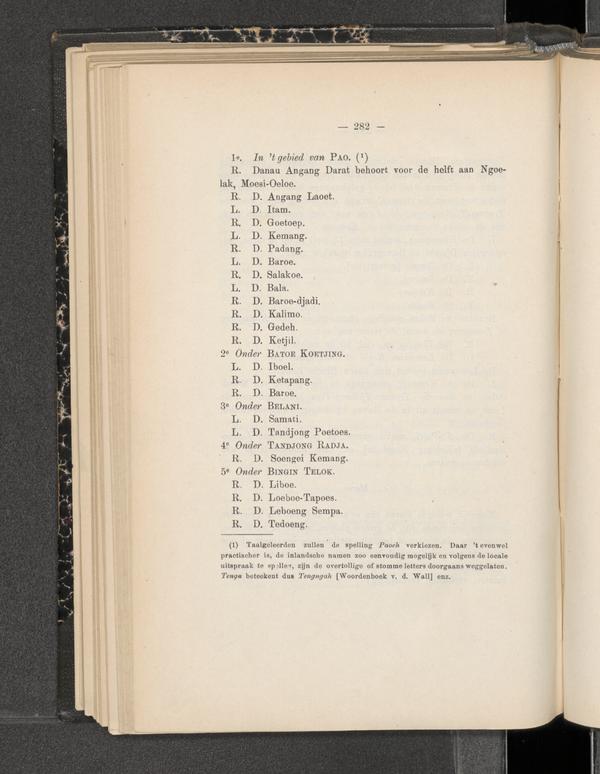 — 282 —
1e. In 't gebied van PAO. (1)
R. Danau Angang Darat behoort voor de helft aan Ngoe-
lak, Moesi-Oeloe.
R. D. Angang Laoet.
L. D. Itam.
R. D. Goetoep.
L. D. Kemang.
R. D. Padang.
L. D. Baroe.
R. D. Salakoe.
L. D. Bala.
R. D. Baroe-djadi.
R. D. Kalimo.
R. D. Gedeh.
R. D. Ketjil.
2e Onder BATOE KOETJING.
L. D. Iboel.
R. D. Ketapang.
R. D. Baroe.
3e Onder BELANI.
L. D. Samati.
L. D. Tandjong Poetoes.
4e Onder TANDJONG RADJA.
R. D. Soengei Kemang.
5e Onder BINGIN TELOK.
R. D. Liboe.
R. D. Loeboe-Tapoes.
R. D. Leboeng Sempa.
R. D. Tedoeng.
(1) Taalgeleerden zullen de spelling Paoeh verkiezen. Daar 't evenwel
practischer is, de inlandsche namen zoo eenvoudig mogelijk en volgens de locale
uitspraak te spellen, zijn de overtollige of stomme letters doorgaans weggelaten.
Tenga beteekent dus Tengngah [Woordenboek v. d. Wall] enz.